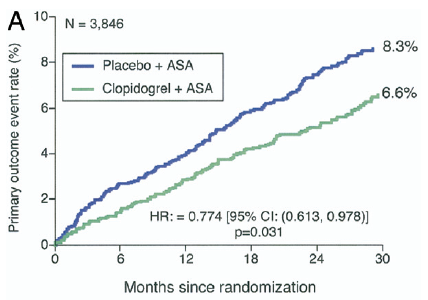 A
N = 3,846
Placebo + ASA
Clopidogrel + ASA
8.3%
6.6%
HR: = 0.774 [95% CI: (0.613, 0.978)]
p=0.031
Primary outcome event rate (%)
10
8
6
4
2
0
0 6 12 18 24 30
Months since randomization